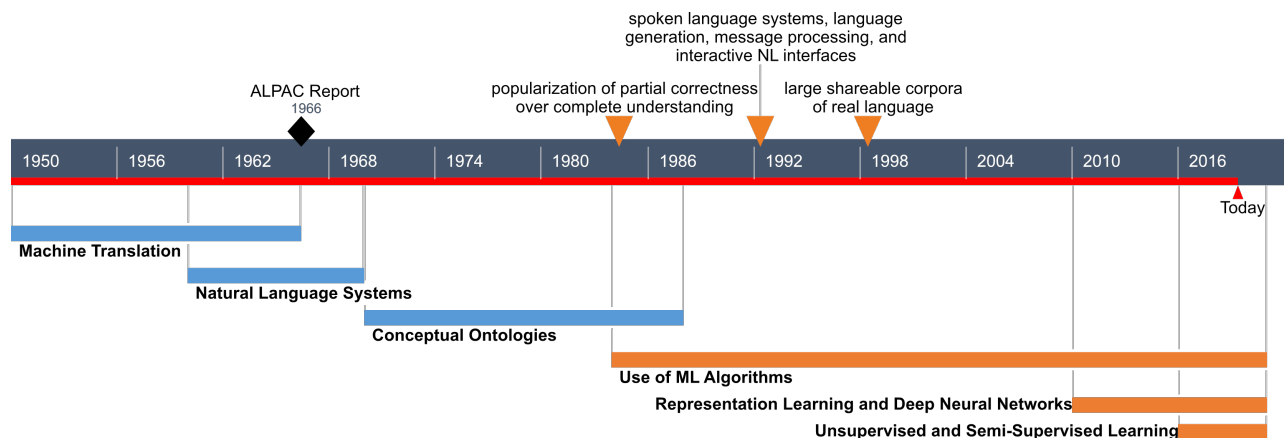 spoken language systems, language
generation, message processing, and
interactive NL interfaces
ALPAC Report
1966
popularization of partial correctness
over complete understanding
large shareable corpora
of real language
1950 1956 1962 1968 1974 1980 1986 1992 1998 2004 2010 2016
Today
Machine Translation
Natural Language Systems
Conceptual Ontologies
Use of ML Algorithms
Representation Learning and Deep Neural Networks
Unsupervised and Semi-Supervised Learning